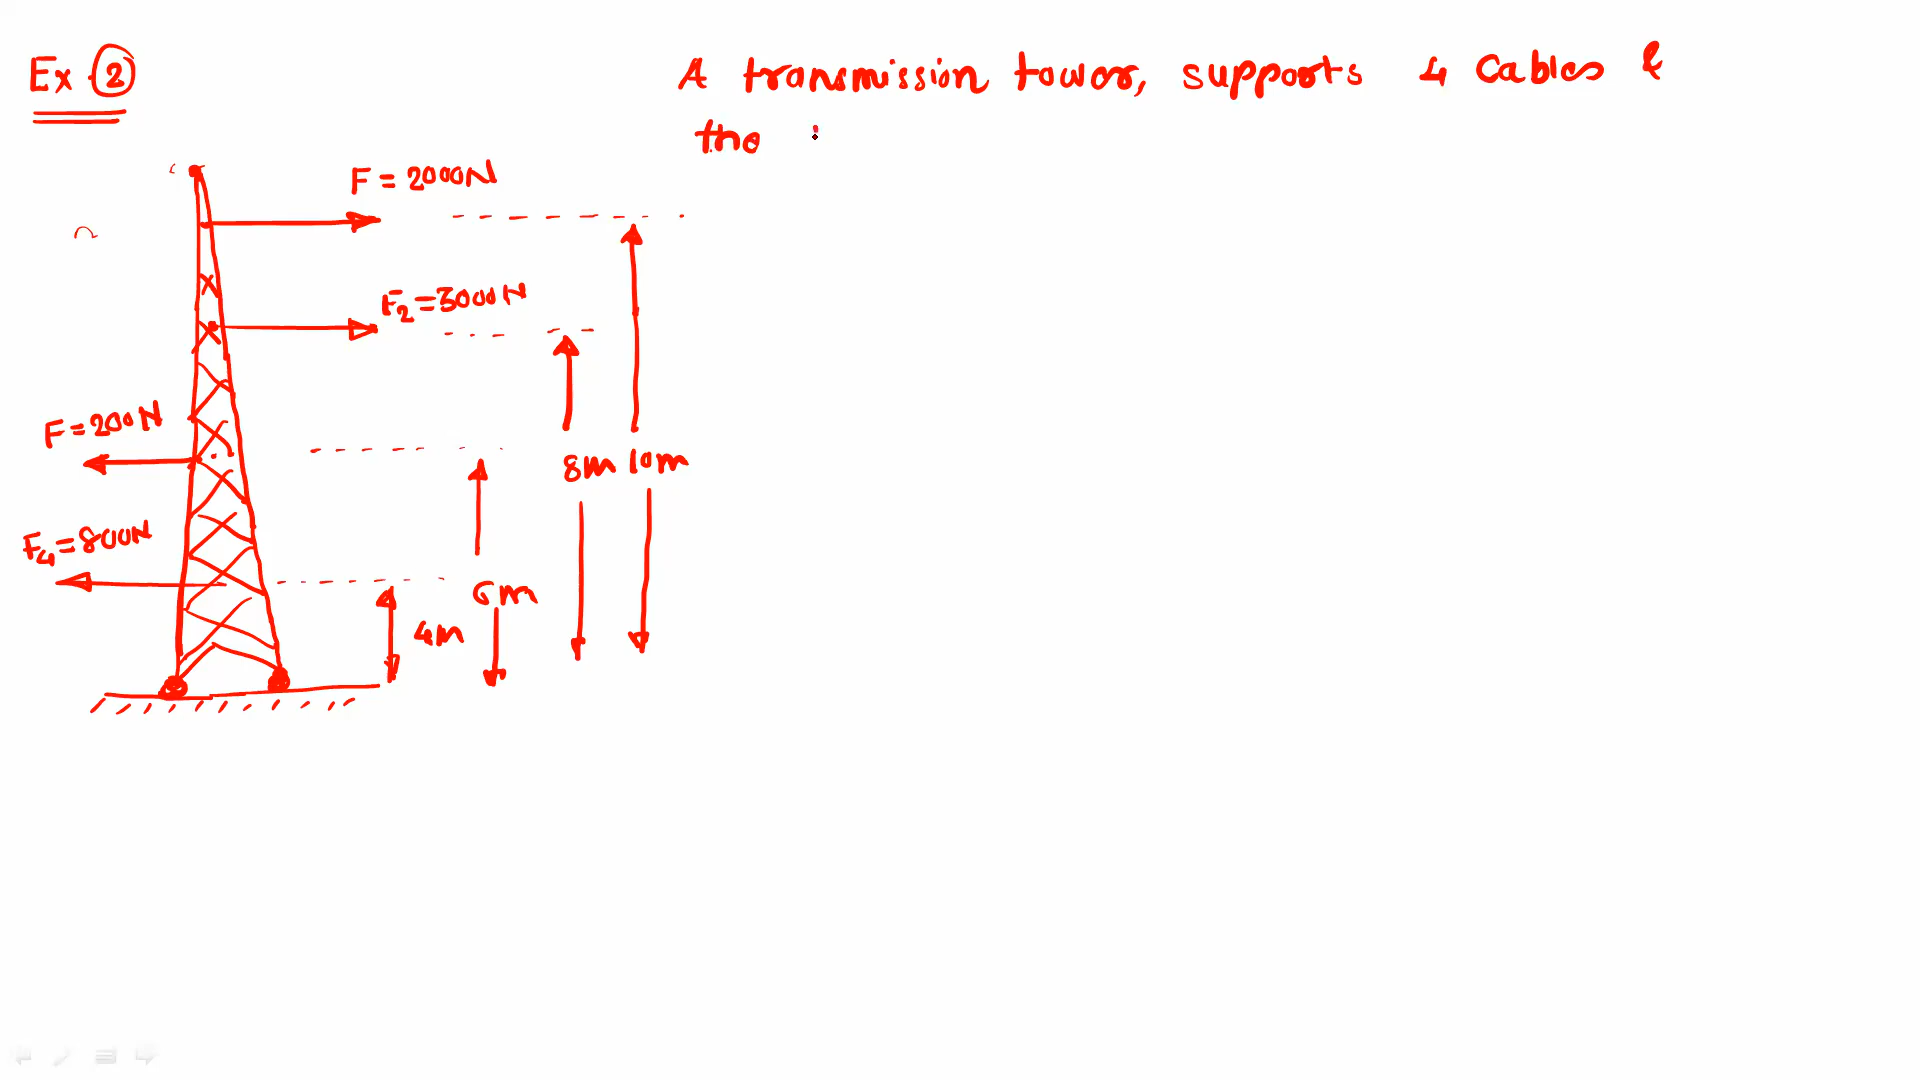 Ex 2
A transmission tower, supports 4 cables &
the
F = 2000N
F2 = 3000N
F = 200N
8m 10m
F4 = 800N
6m
4m